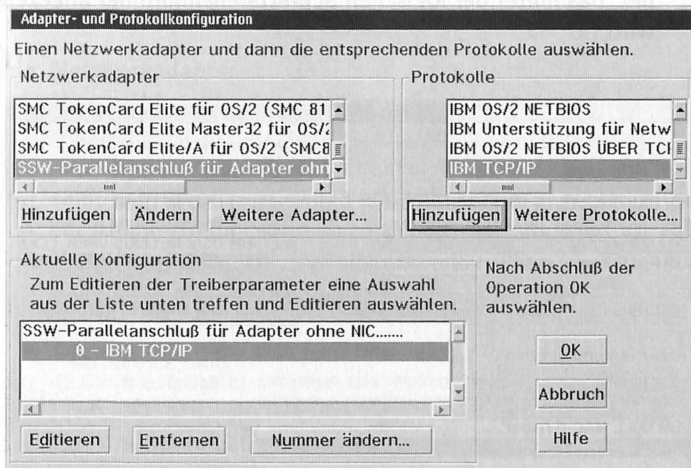 Adapter- und Protokollkonfiguration
Einen Netzwerkadapter und dann die entsprechenden Protokolle auswählen.
Netzwerkadapter
SMC TokenCard Elite für OS/2 (SMC 81
SMC TokenCard Elite Master32 für OS/2
SMC TokenCard Elite/A für OS/2 (SMC8
SSW-Parallelanschluß für Adapter ohn
Hinzufügen
Ändern
Weitere Adapter...
Protokolle
IBM OS/2 NETBIOS
IBM Unterstützung für Netw
IBM OS/2 NETBIOS ÜBER TCP
IBM TCP/IP
Hinzufügen
Weitere Protokolle...
Aktuelle Konfiguration
Zum Editieren der Treiberparameter eine Auswahl
aus der Liste unten treffen und Editieren auswählen.
SSW-Parallelanschluß für Adapter ohne NIC.......
0 - IBM TCP/IP
Editieren
Entfernen
Nummer ändern...
Nach Abschluß der
Operation OK
auswählen.
OK
Abbruch
Hilfe